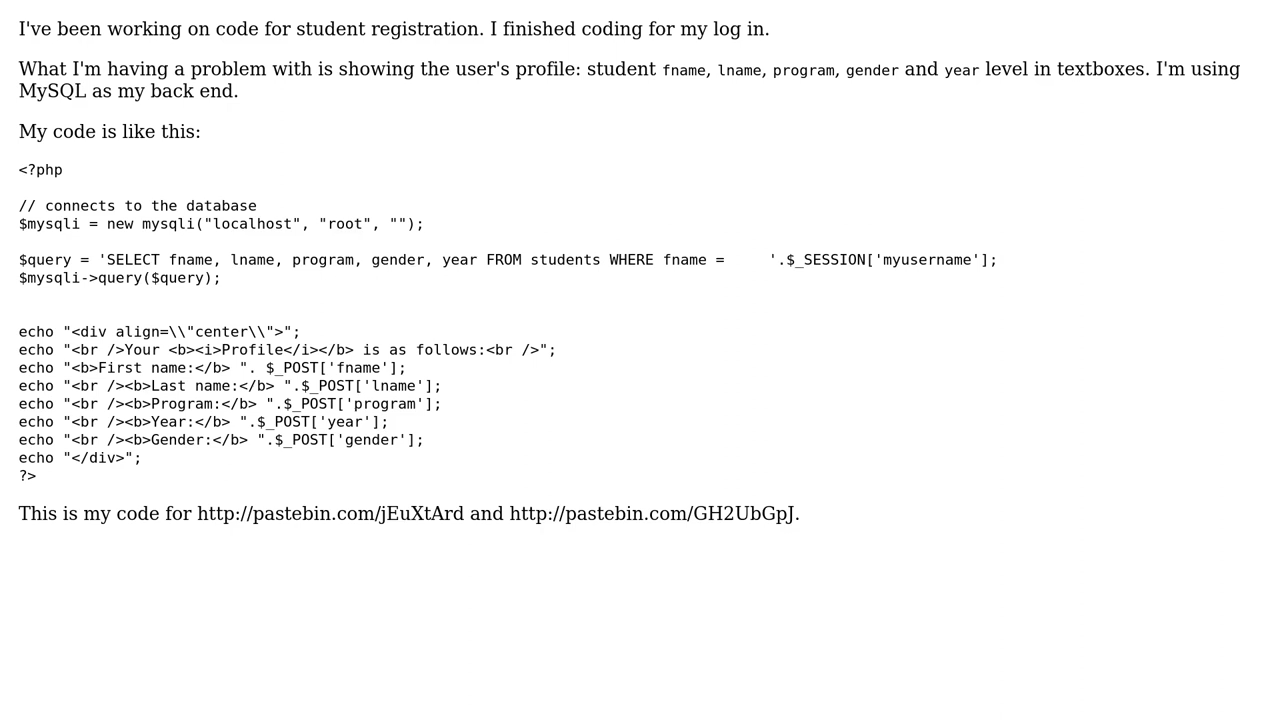 I've been working on code for student registration. I finished coding for my log in.
What I'm having a problem with is showing the user's profile: student fname, lname, program, gender and year level in textboxes. I'm using
MySQL as my back end.
My code is like this:
<?php
// connects to the database
$mysqli = new mysqli("localhost", "root", "");
$query = 'SELECT fname, lname, program, gender, year FROM students WHERE fname =     '.$_SESSION['myusername'];
$mysqli->query($query);
echo "<div align=\\"center\\">";
echo "<br />Your <b><i>Profile</i></b> is as follows:<br />";
echo "<b>First name:</b> ". $_POST['fname'];
echo "<br /><b>Last name:</b> ".$_POST['lname'];
echo "<br /><b>Program:</b> ".$_POST['program'];
echo "<br /><b>Year:</b> ".$_POST['year'];
echo "<br /><b>Gender:</b> ".$_POST['gender'];
echo "</div>";
?>
This is my code for http://pastebin.com/jEuXtArd and http://pastebin.com/GH2UbGpJ.